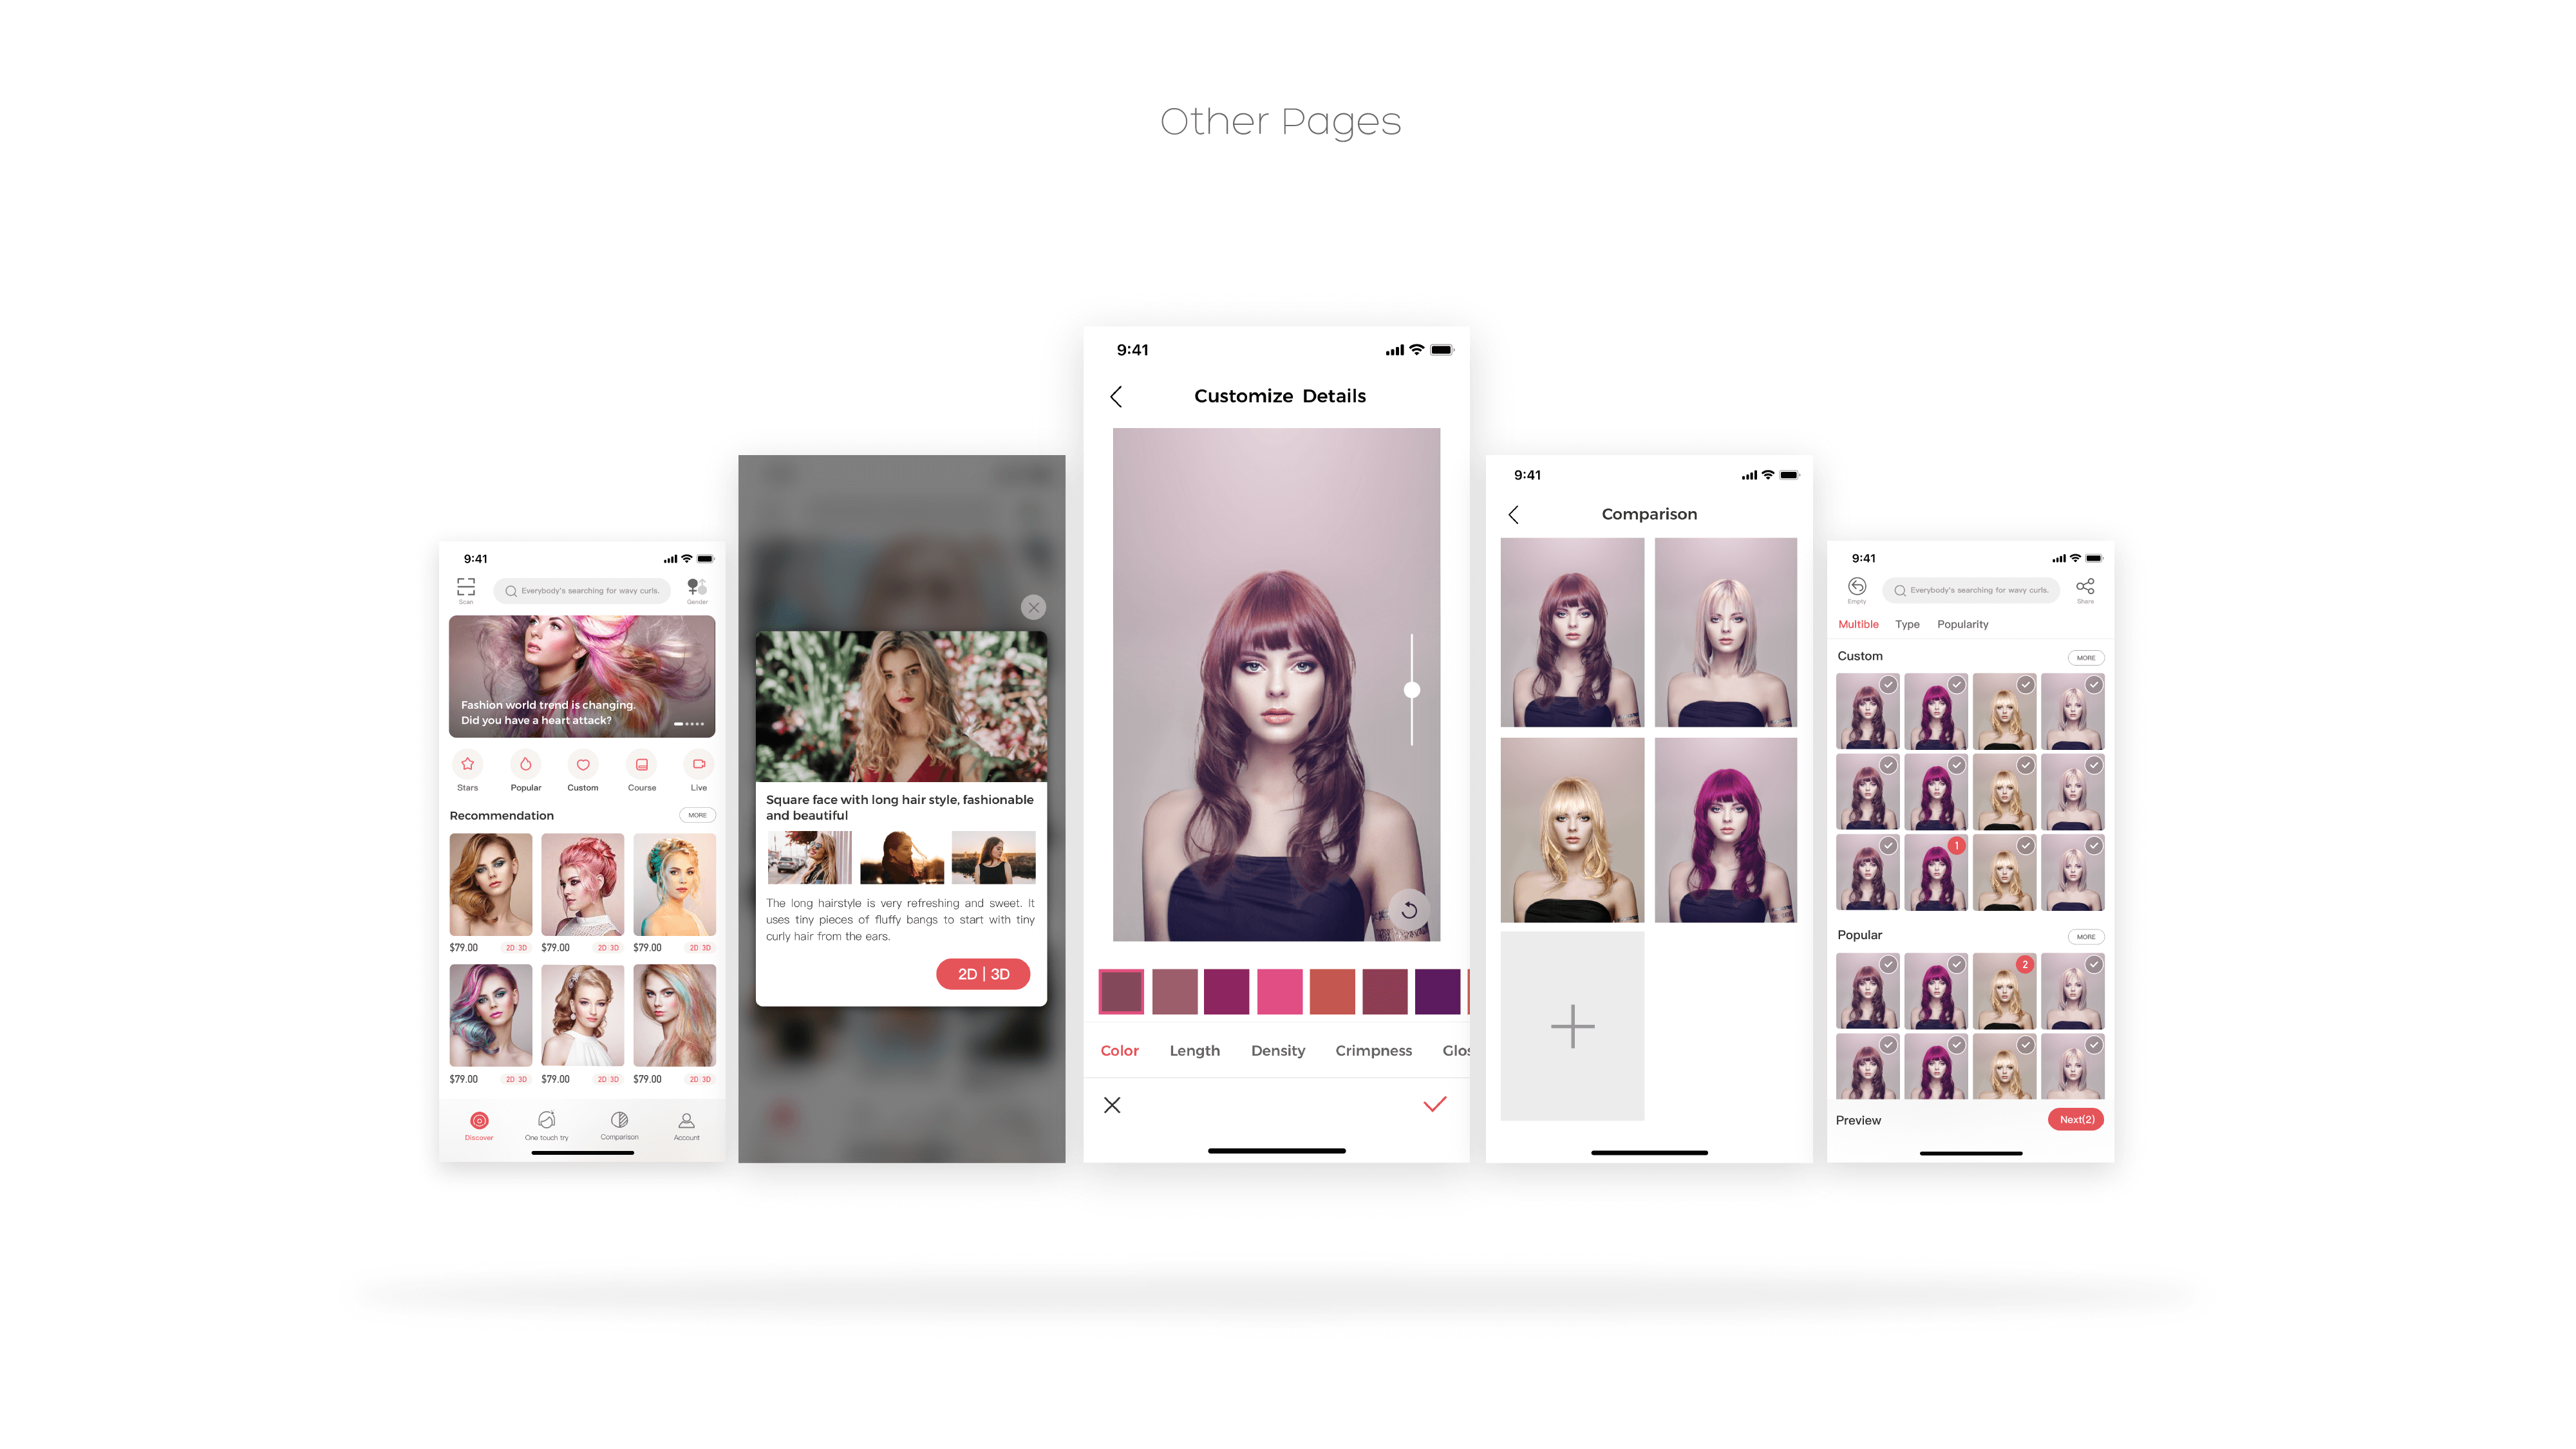 Other Pages
9:41
Scan
Everybody's searching for wavy curls.
Gender
Fashion world trend is changing.
Did you have a heart attack?
Stars Popular Custom Course Live
Recommendation MORE
$79.00 2D 3D $79.00 2D 3D $79.00 2D 3D
$79.00 2D 3D $79.00 2D 3D $79.00 2D 3D
Discover One touch try Comparison Account
Square face with long hair style, fashionable
and beautiful
The long hairstyle is very refreshing and sweet. It
uses tiny pieces of fluffy bangs to start with tiny
curly hair from the ears.
2D | 3D
9:41
Customize Details
Color Length Density Crimpness Glos
9:41
Comparison
9:41
Empty
Everybody's searching for wavy curls.
Share
Multible Type Popularity
Custom MORE
1
Popular MORE
2
Preview Next(2)